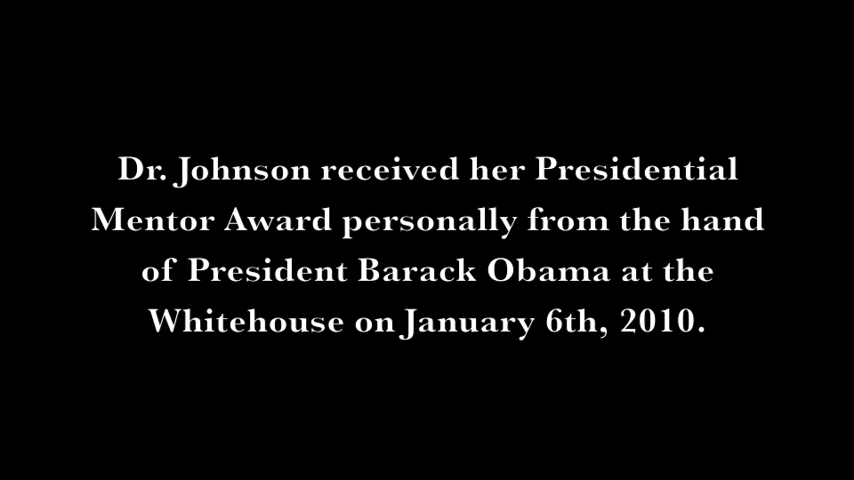 Dr. Johnson received her Presidential
Mentor Award personally from the hand
of President Barack Obama at the
Whitehouse on January 6th, 2010.